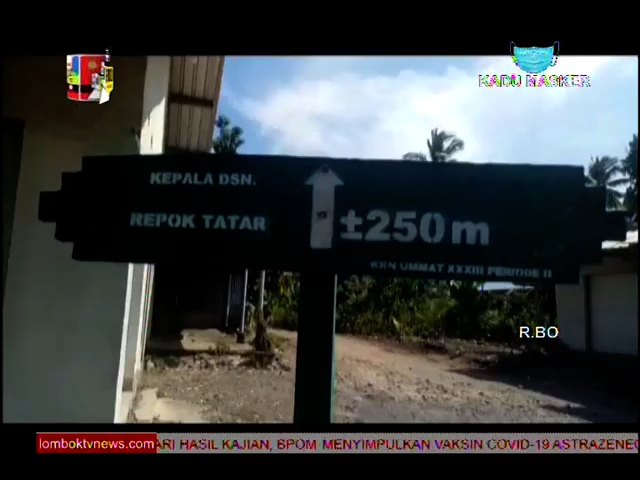 KADU MASKER
KEPALA DSN.
REPOK TATAR
±250 m
KKN UMMAT XXXIII PERIODE II
R.BO
lomboktvnews.com
ARI HASIL KAJIAN, BPOM MENYIMPULKAN VAKSIN COVID-19 ASTRAZENEC